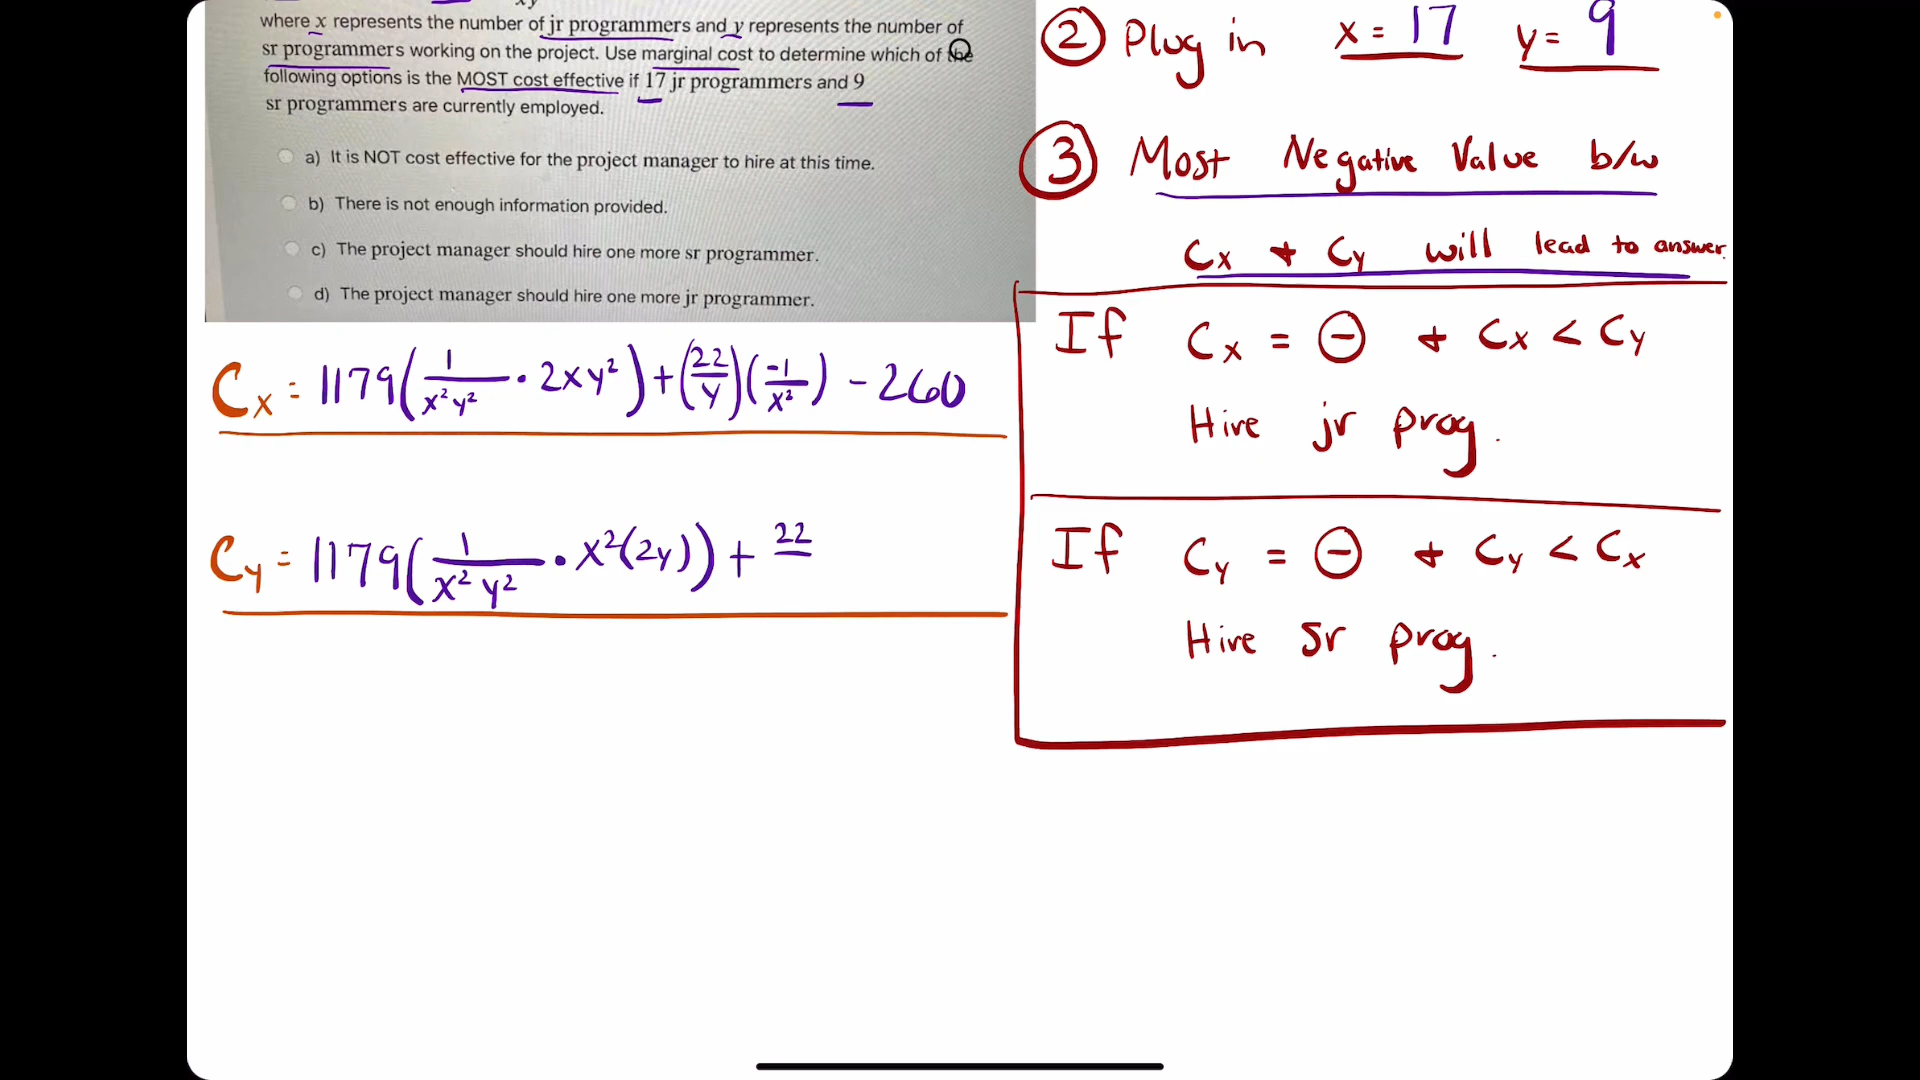 xy
where x represents the number of jr programmers and y represents the number of
sr programmers working on the project. Use marginal cost to determine which of the
following options is the MOST cost effective if 17 jr programmers and 9
sr programmers are currently employed.
a) It is NOT cost effective for the project manager to hire at this time.
b) There is not enough information provided.
c) The project manager should hire one more sr programmer.
d) The project manager should hire one more jr programmer.
Cx = 1179(1/(x²y²) · 2xy²) + (22/y)(-1/x²) - 260
Cy = 1179(1/(x²y²) · x²(2y)) + 22
② Plug in x = 17 y = 9
③ Most Negative Value b/w
Cx + Cy will lead to answer.
If Cx = ⊖ + Cx < Cy
Hire jr prog.
If Cy = ⊖ + Cy < Cx
Hire Sr prog.